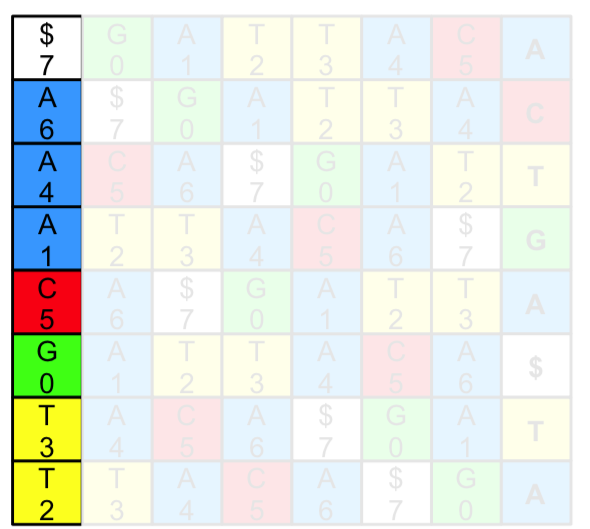 $ G A T T A C A
7 0 1 2 3 4 5
A $ G A T T A C
6 7 0 1 2 3 4
A C A $ G A T T
4 5 6 7 0 1 2
A T T A C A $ G
1 2 3 4 5 6 7
C A $ G A T T A
5 6 7 0 1 2 3
G A T T A C A $
0 1 2 3 4 5 6
T A C A $ G A T
3 4 5 6 7 0 1
T T A C A $ G A
2 3 4 5 6 7 0